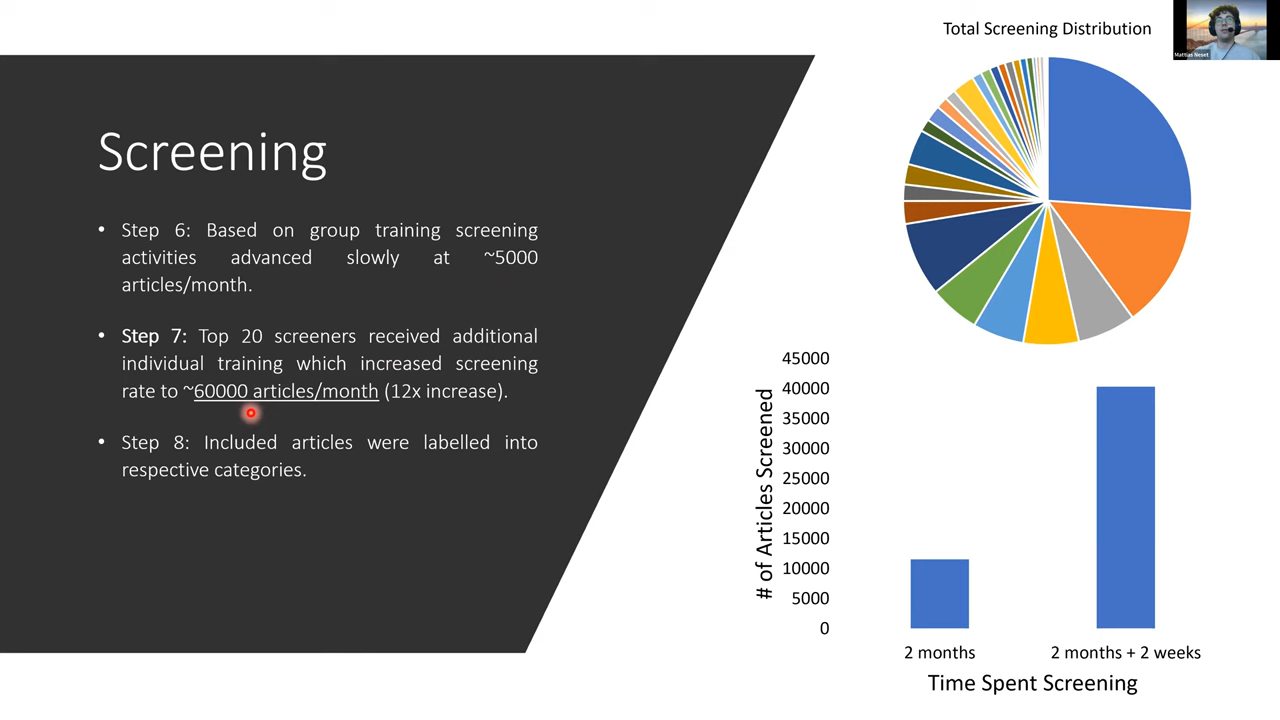 Total Screening Distribution
Mattias Neset
Screening
• Step 6: Based on group training screening
activities advanced slowly at ~5000
articles/month.
• Step 7: Top 20 screeners received additional
individual training which increased screening
rate to ~60000 articles/month (12x increase).
• Step 8: Included articles were labelled into
respective categories.
# of Articles Screened
45000
40000
35000
30000
25000
20000
15000
10000
5000
0
2 months
2 months + 2 weeks
Time Spent Screening